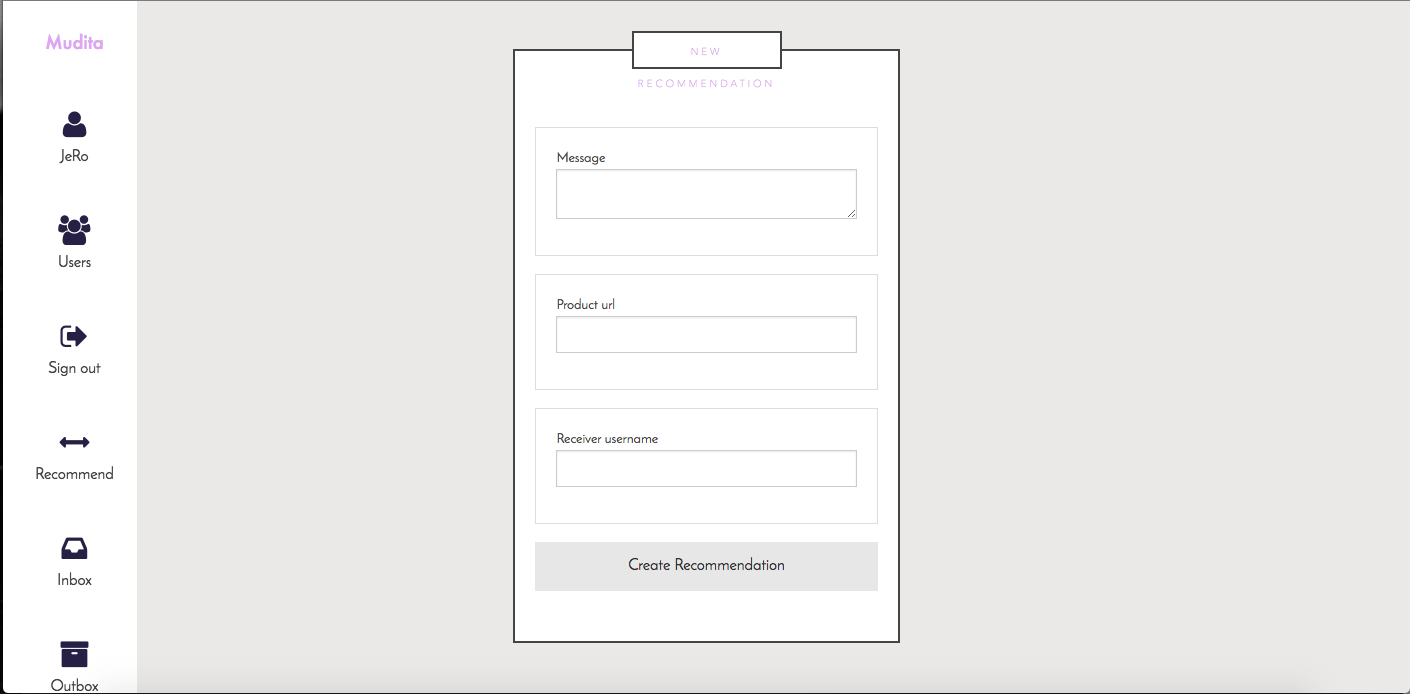 Mudita
JeRo
Users
Sign out
Recommend
Inbox
Outbox
NEW
RECOMMENDATION
Message
Product url
Receiver username
Create Recommendation